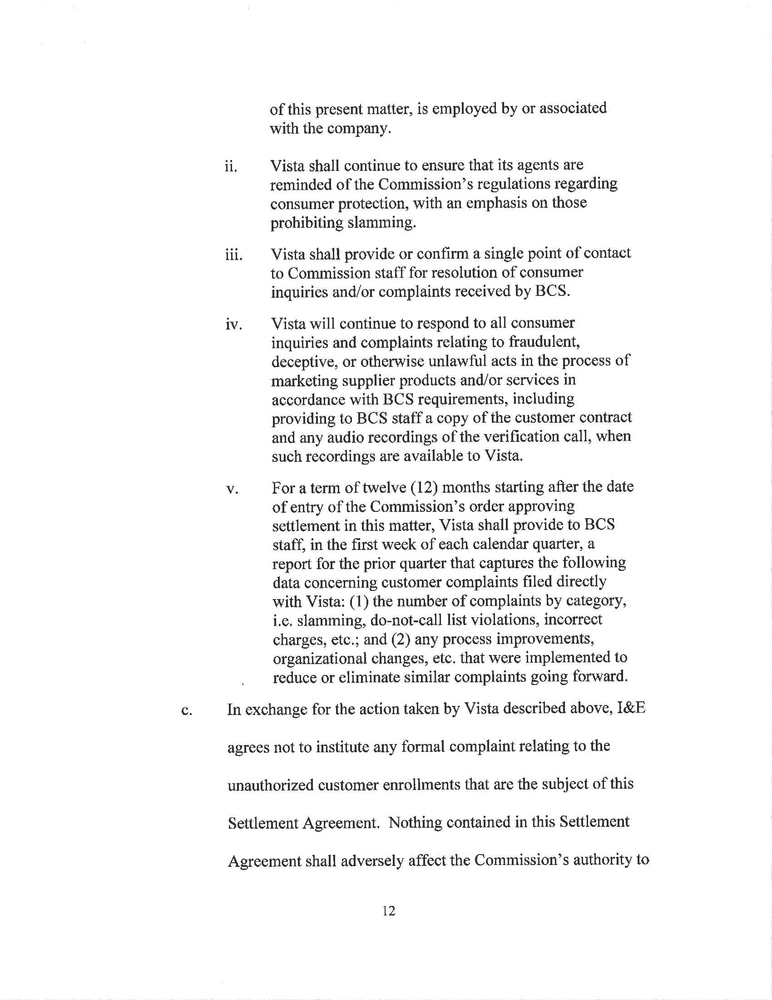 of this present matter, is employed by or associated
with the company.
ii. Vista shall continue to ensure that its agents are
reminded of the Commission's regulations regarding
consumer protection, with an emphasis on those
prohibiting slamming.
iii. Vista shall provide or confirm a single point of contact
to Commission staff for resolution of consumer
inquiries and/or complaints received by BCS.
iv. Vista will continue to respond to all consumer
inquiries and complaints relating to fraudulent,
deceptive, or otherwise unlawful acts in the process of
marketing supplier products and/or services in
accordance with BCS requirements, including
providing to BCS staff a copy of the customer contract
and any audio recordings of the verification call, when
such recordings are available to Vista.
v. For a term of twelve (12) months starting after the date
of entry of the Commission's order approving
settlement in this matter, Vista shall provide to BCS
staff, in the first week of each calendar quarter, a
report for the prior quarter that captures the following
data concerning customer complaints filed directly
with Vista: (1) the number of complaints by category,
i.e. slamming, do-not-call list violations, incorrect
charges, etc.; and (2) any process improvements,
organizational changes, etc. that were implemented to
reduce or eliminate similar complaints going forward.
c. In exchange for the action taken by Vista described above, I&E
agrees not to institute any formal complaint relating to the
unauthorized customer enrollments that are the subject of this
Settlement Agreement. Nothing contained in this Settlement
Agreement shall adversely affect the Commission's authority to
12